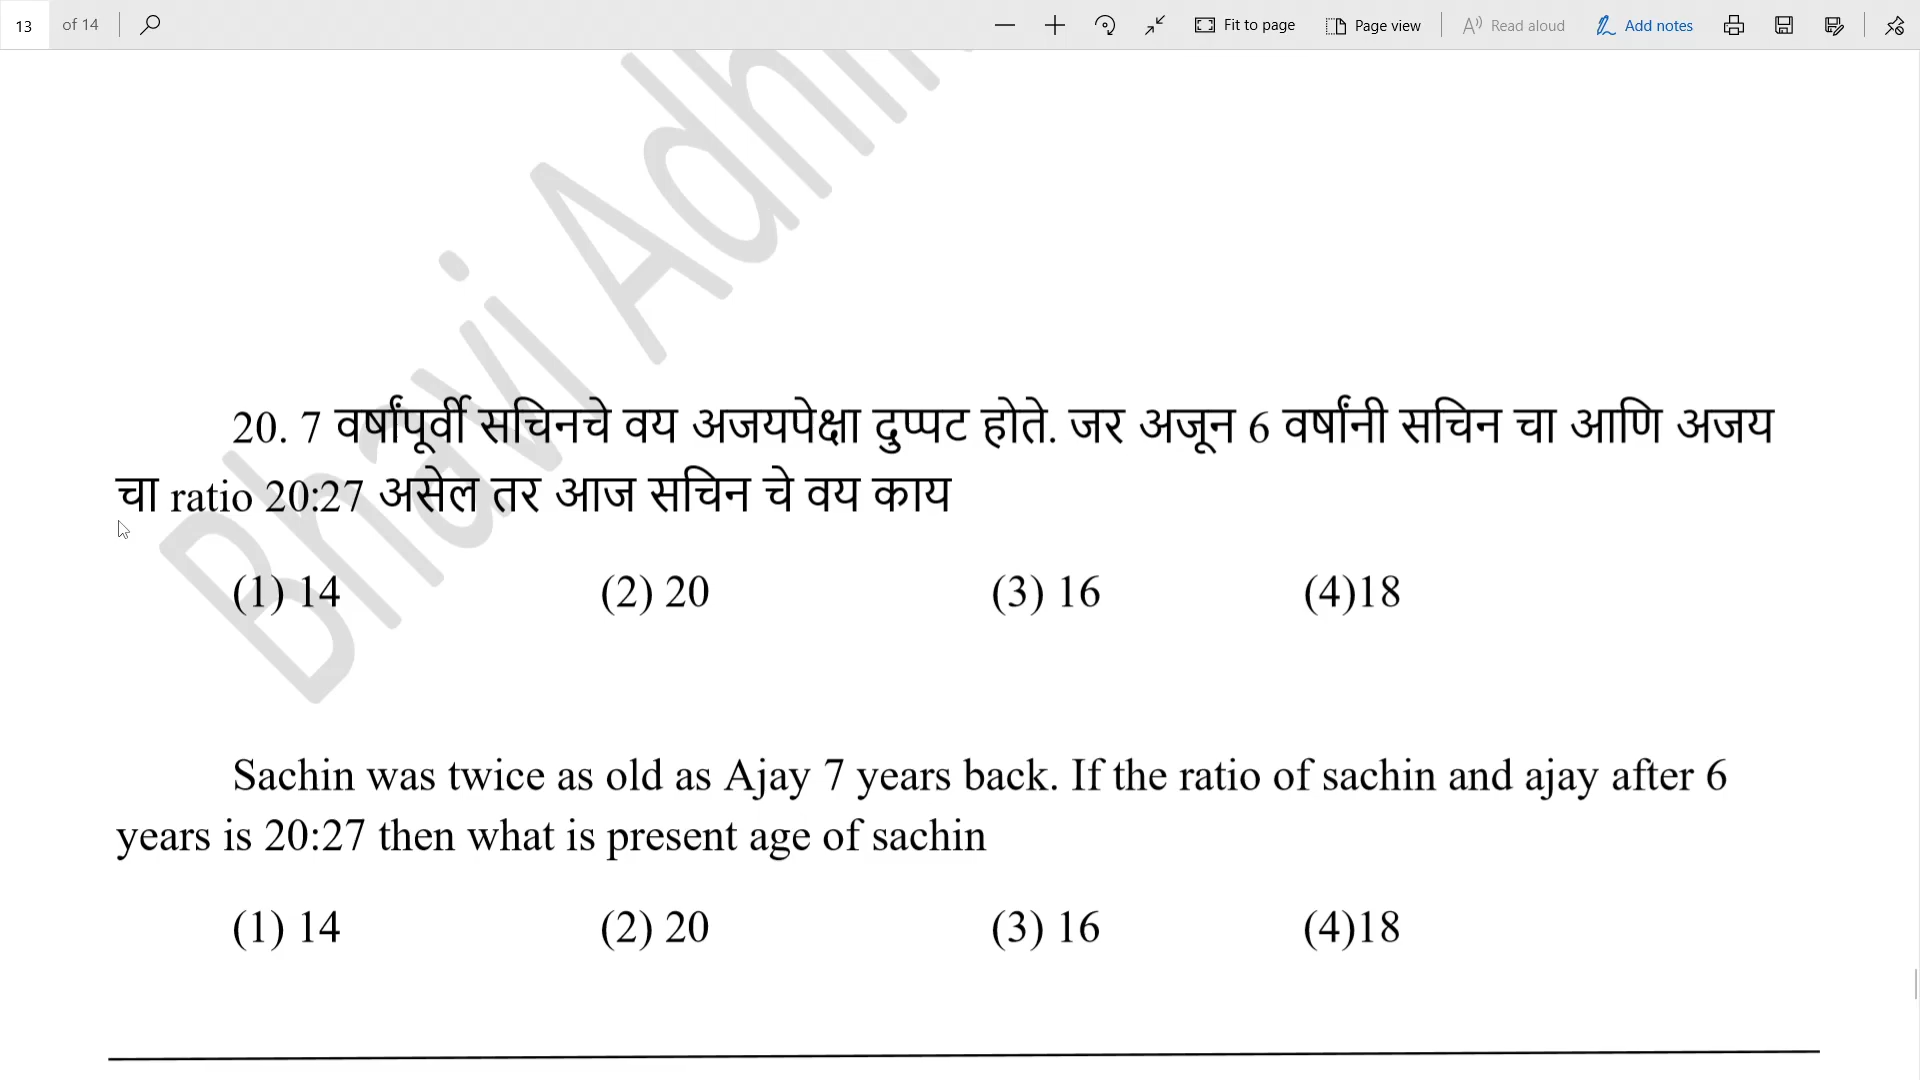 13 of 14 Fit to page Page view Read aloud Add notes
Bhavi Adhi
20. 7 वर्षांपूर्वी सचिनचे वय अजयपेक्षा दुप्पट होते. जर अजून 6 वर्षांनी सचिन चा आणि अजय
चा ratio 20:27 असेल तर आज सचिन चे वय काय
(1) 14 (2) 20 (3) 16 (4)18
Sachin was twice as old as Ajay 7 years back. If the ratio of sachin and ajay after 6
years is 20:27 then what is present age of sachin
(1) 14 (2) 20 (3) 16 (4)18